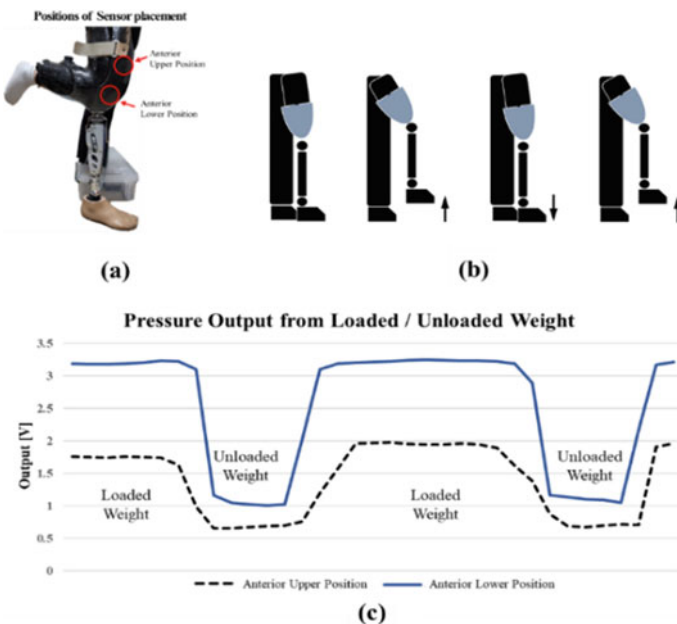 Positions of Sensor placement
Anterior
Upper Position
Anterior
Lower Position
(a)
(b)
Pressure Output from Loaded / Unloaded Weight
Output [V]
3.5
3
2.5
2
1.5
1
0.5
0
Unloaded
Weight
Unloaded
Weight
Loaded
Weight
Loaded
Weight
Anterior Upper Position
Anterior Lower Position
(c)